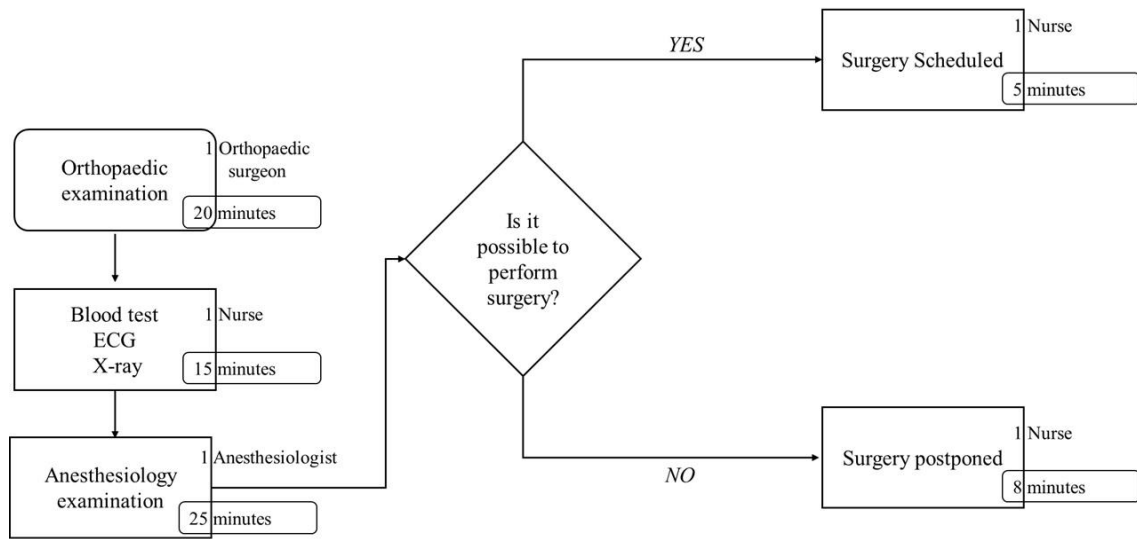 Orthopaedic
examination
1 Orthopaedic
surgeon
20 minutes
Blood test
ECG
X-ray
1 Nurse
15 minutes
Anesthesiology
examination
1 Anesthesiologist
25 minutes
Is it
possible to
perform
surgery?
YES
Surgery Scheduled
1 Nurse
5 minutes
NO
Surgery postponed
1 Nurse
8 minutes